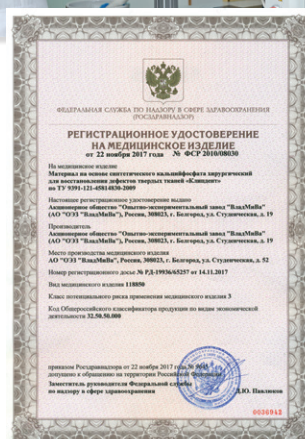 ФЕДЕРАЛЬНАЯ СЛУЖБА ПО НАДЗОРУ В СФЕРЕ ЗДРАВООХРАНЕНИЯ
(РОСЗДРАВНАДЗОР)
РЕГИСТРАЦИОННОЕ УДОСТОВЕРЕНИЕ
НА МЕДИЦИНСКОЕ ИЗДЕЛИЕ
от 22 ноября 2017 года № ФСР 2010/08030
На медицинское изделие
Материал на основе синтетического кальцийфосфата хирургический
для восстановления дефектов твердых тканей
по ТУ 9391-121-45814830-2009
Настоящее регистрационное удостоверение выдано
Акционерное общество "Опытно-экспериментальный завод "ВладМиВа"
(АО "ОЭЗ "ВладМиВа"), Россия, 308023, г. Белгород, ул. Студенческая, д. 19
Производитель
Акционерное общество "Опытно-экспериментальный завод "ВладМиВа"
(АО "ОЭЗ "ВладМиВа"), Россия, 308023, г. Белгород, ул. Студенческая, д. 19
Место производства медицинского изделия
АО "ОЭЗ "ВладМиВа", Россия, 308023, г. Белгород, ул. Студенческая, д. 52
Номер регистрационного досье № РД-19936/65257 от 14.11.2017
Вид медицинского изделия 118850
Класс потенциального риска применения медицинского изделия 3
Код Общероссийского классификатора продукции по видам экономической
деятельности 32.50.50.000
приказом Росздравнадзора от 22 ноября 2017 года №
допущено к обращению на территории Российской Федерации
Заместитель руководителя Федеральной службы
по надзору в сфере здравоохранения
Д.Ю. Павлюков
0030942